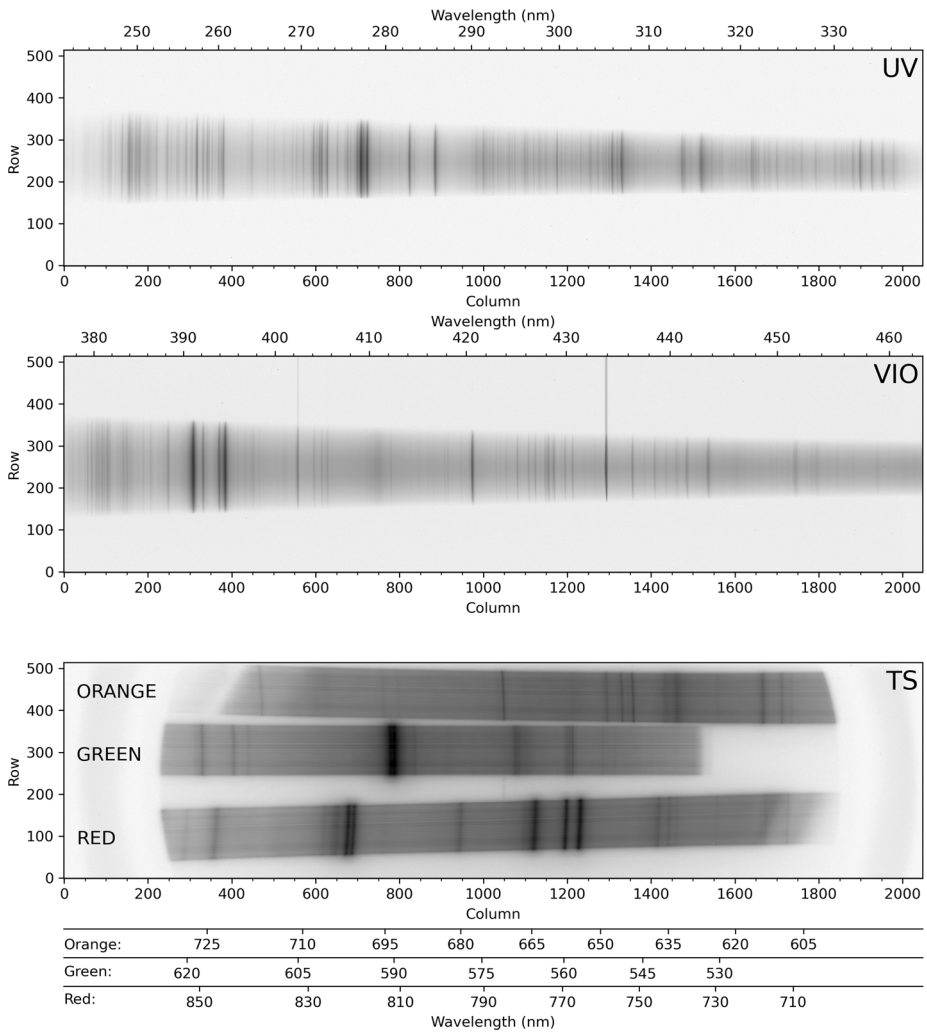 Wavelength (nm)
250 260 270 280 290 300 310 320 330
500 UV
400
300
200
100
0
Row
0 200 400 600 800 1000 1200 1400 1600 1800 2000
Column
Wavelength (nm)
380 390 400 410 420 430 440 450 460
500 VIO
400
300
200
100
0
Row
0 200 400 600 800 1000 1200 1400 1600 1800 2000
Column
500 TS
ORANGE
400
GREEN
300
200
RED
100
0
Row
0 200 400 600 800 1000 1200 1400 1600 1800 2000
Column
Orange: 725 710 695 680 665 650 635 620 605
Green: 620 605 590 575 560 545 530
Red: 850 830 810 790 770 750 730 710
Wavelength (nm)